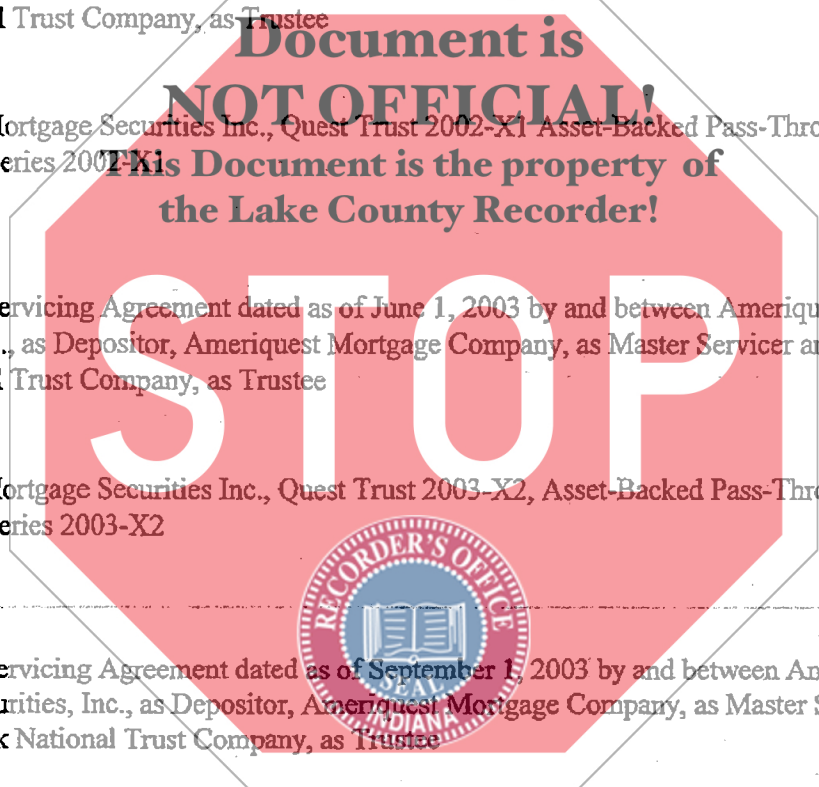 l Trust Company, as Trustee
Document is
NOT OFFICIAL!
ortgage Securities Inc., Quest Trust 2002-X1 Asset-Backed Pass-Thro
eries 2002-X1
This Document is the property of
the Lake County Recorder!
ervicing Agreement dated as of June 1, 2003 by and between Ameriqu
., as Depositor, Ameriquest Mortgage Company, as Master Servicer an
l Trust Company, as Trustee
STOP
ortgage Securities Inc., Quest Trust 2003-X2, Asset-Backed Pass-Thro
eries 2003-X2
RECORDER'S OFFICE
SEAL
INDIANA
ervicing Agreement dated as of September 1, 2003 by and between Am
urities, Inc., as Depositor, Ameriquest Mortgage Company, as Master S
k National Trust Company, as Trustee